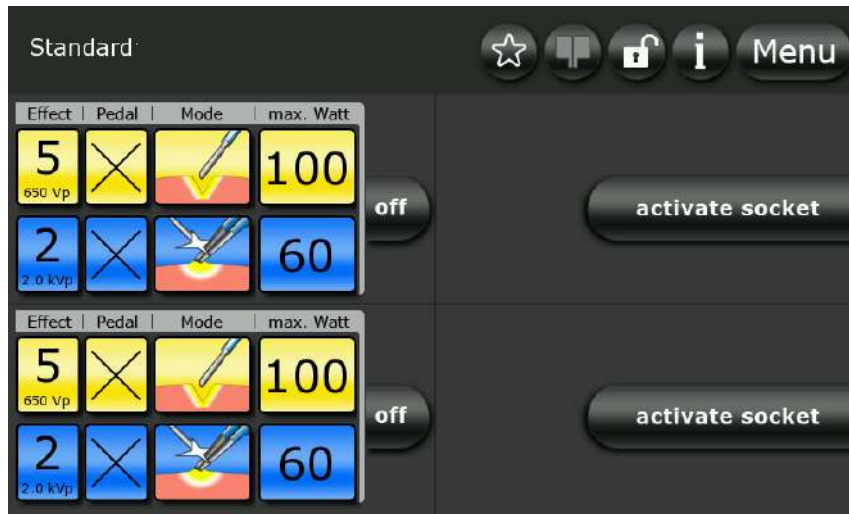 Standard
i Menu
Effect | Pedal | Mode | max. Watt
5 100
650 Vp
off activate socket
2 60
2.0 kVp
Effect | Pedal | Mode | max. Watt
5 100
650 Vp
off activate socket
2 60
2.0 kVp